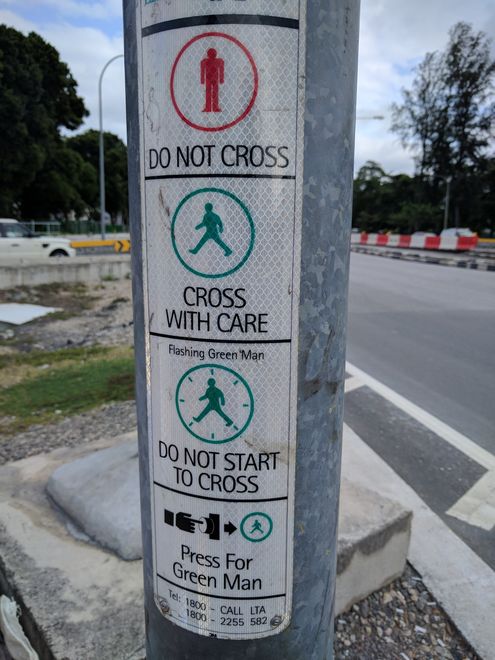 DO NOT CROSS
CROSS
WITH CARE
Flashing Green Man
DO NOT START
TO CROSS
Press For
Green Man
Tel: 1800 - CALL LTA
1800 - 2255 582
3M